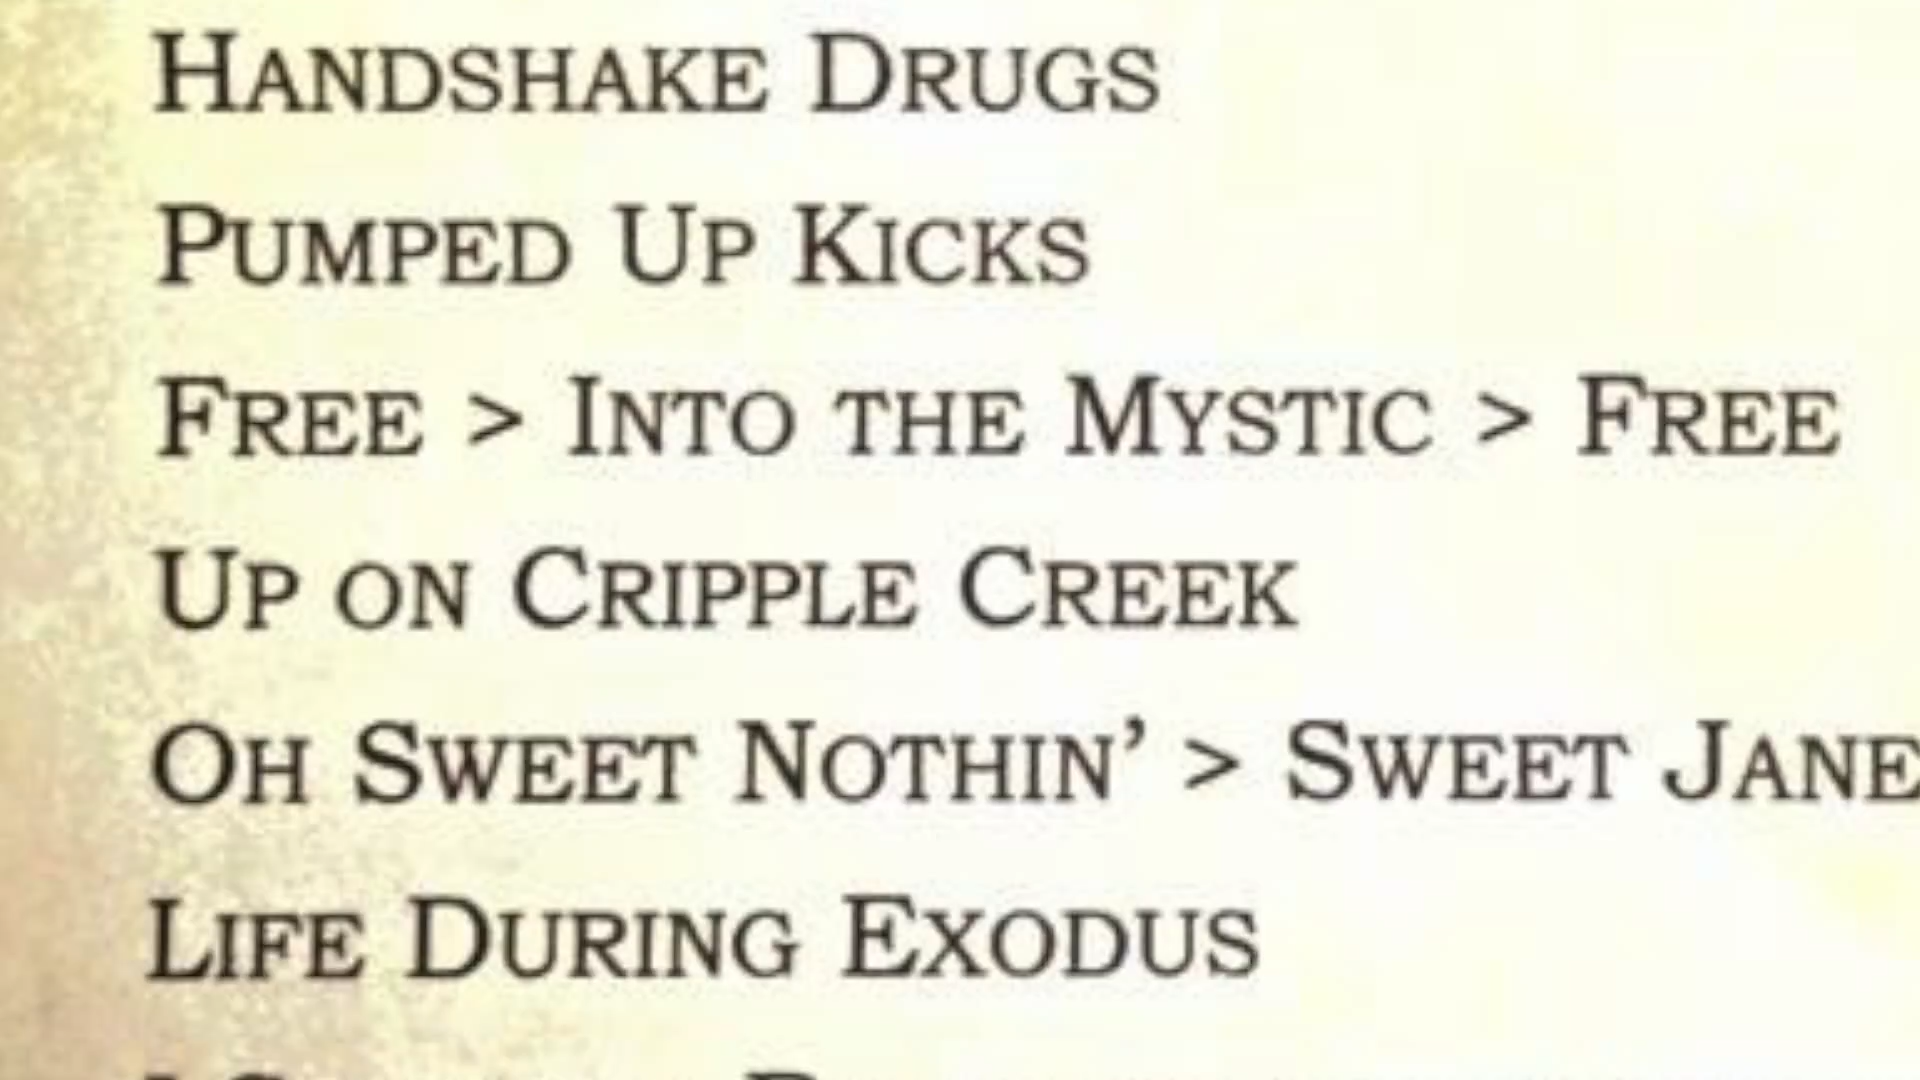 HANDSHAKE DRUGS
PUMPED UP KICKS
FREE > INTO THE MYSTIC > FREE
UP ON CRIPPLE CREEK
OH SWEET NOTHIN’ > SWEET JANE
LIFE DURING EXODUS